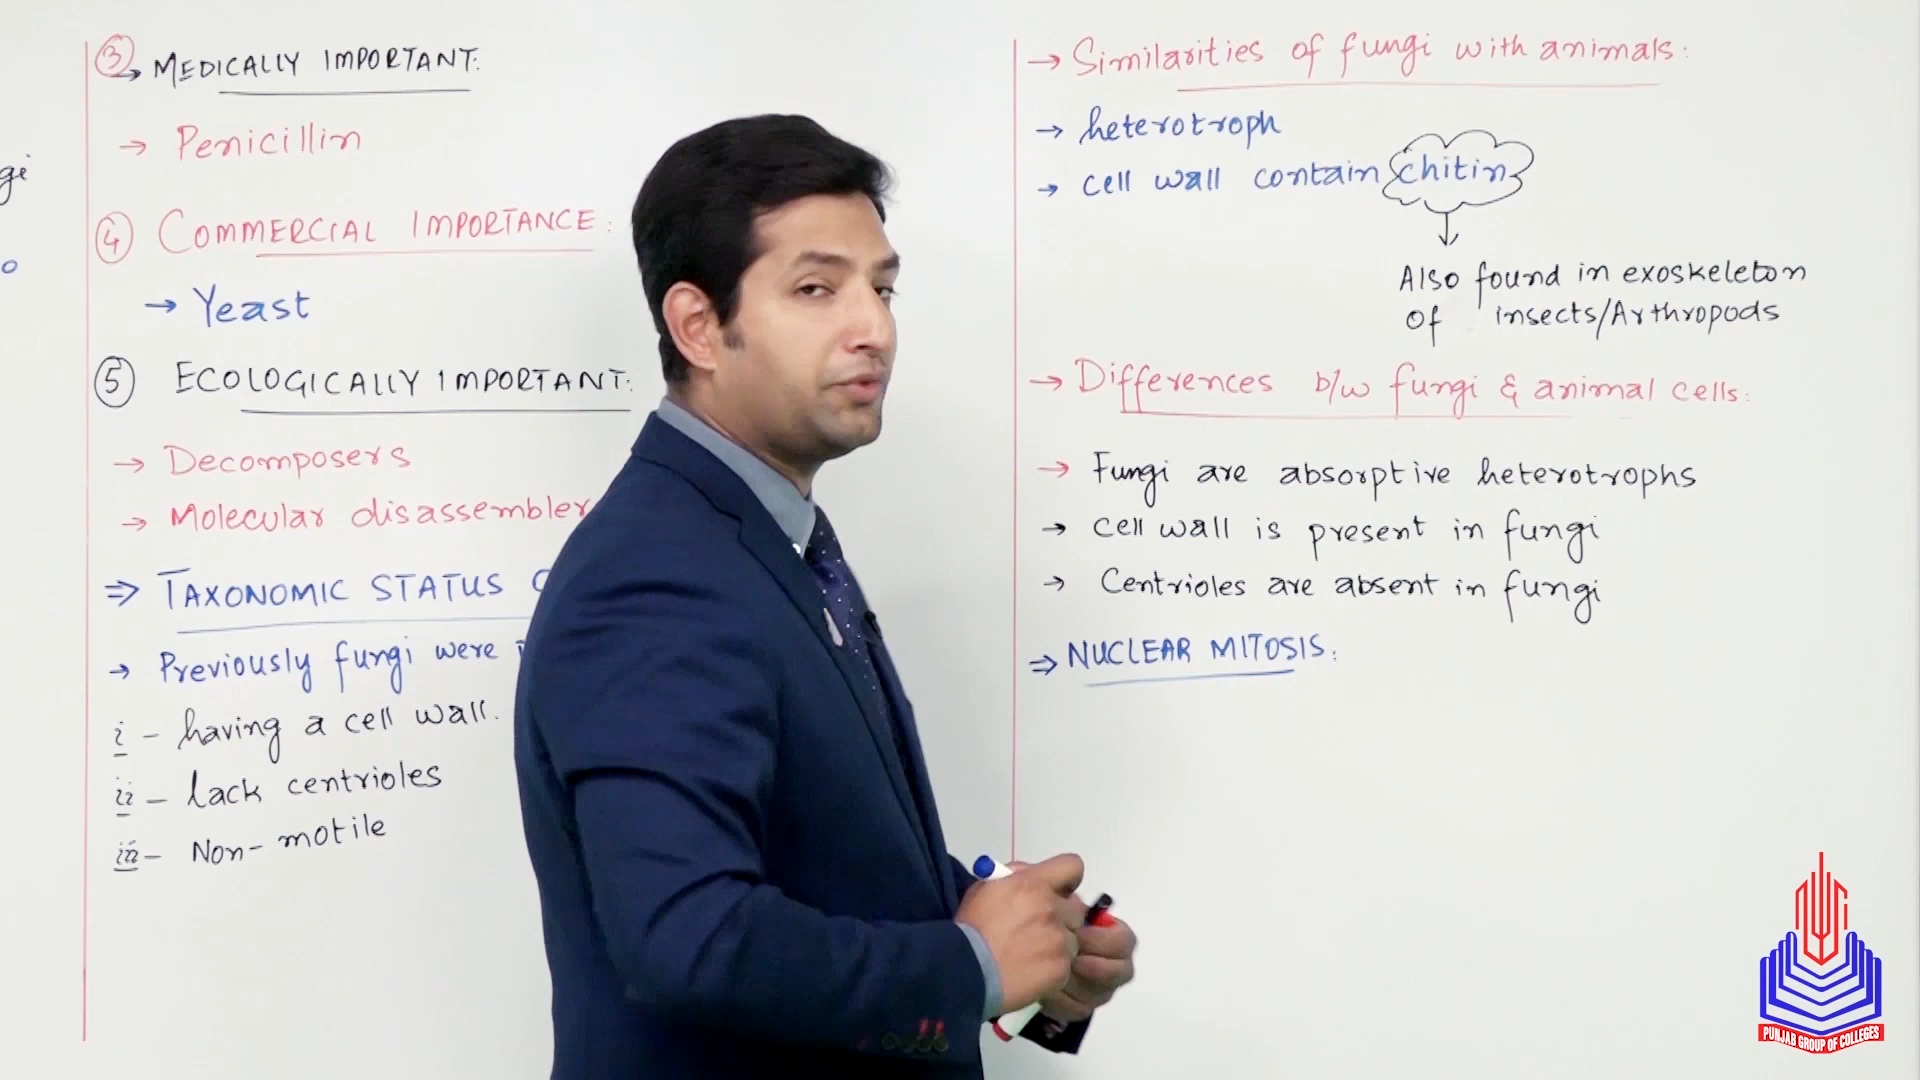 gi
o
③ → MEDICALLY IMPORTANT:
→ Penicillin
④ COMMERCIAL IMPORTANCE:
→ Yeast
⑤ ECOLOGICALLY IMPORTANT:
→ Decomposers
→ Molecular disassembler
⇒ TAXONOMIC STATUS
→ Previously fungi were
i - having a cell wall.
ii - lack centrioles
iii - Non-motile
→ Similarities of fungi with animals:
→ heterotroph
→ cell wall contain chitin
↓
Also found in exoskeleton
of insects/Arthropods
→ Differences b/w fungi & animal cells:
→ Fungi are absorptive heterotrophs
→ cell wall is present in fungi
→ Centrioles are absent in fungi
⇒ NUCLEAR MITOSIS:
PUNJAB GROUP OF COLLEGES